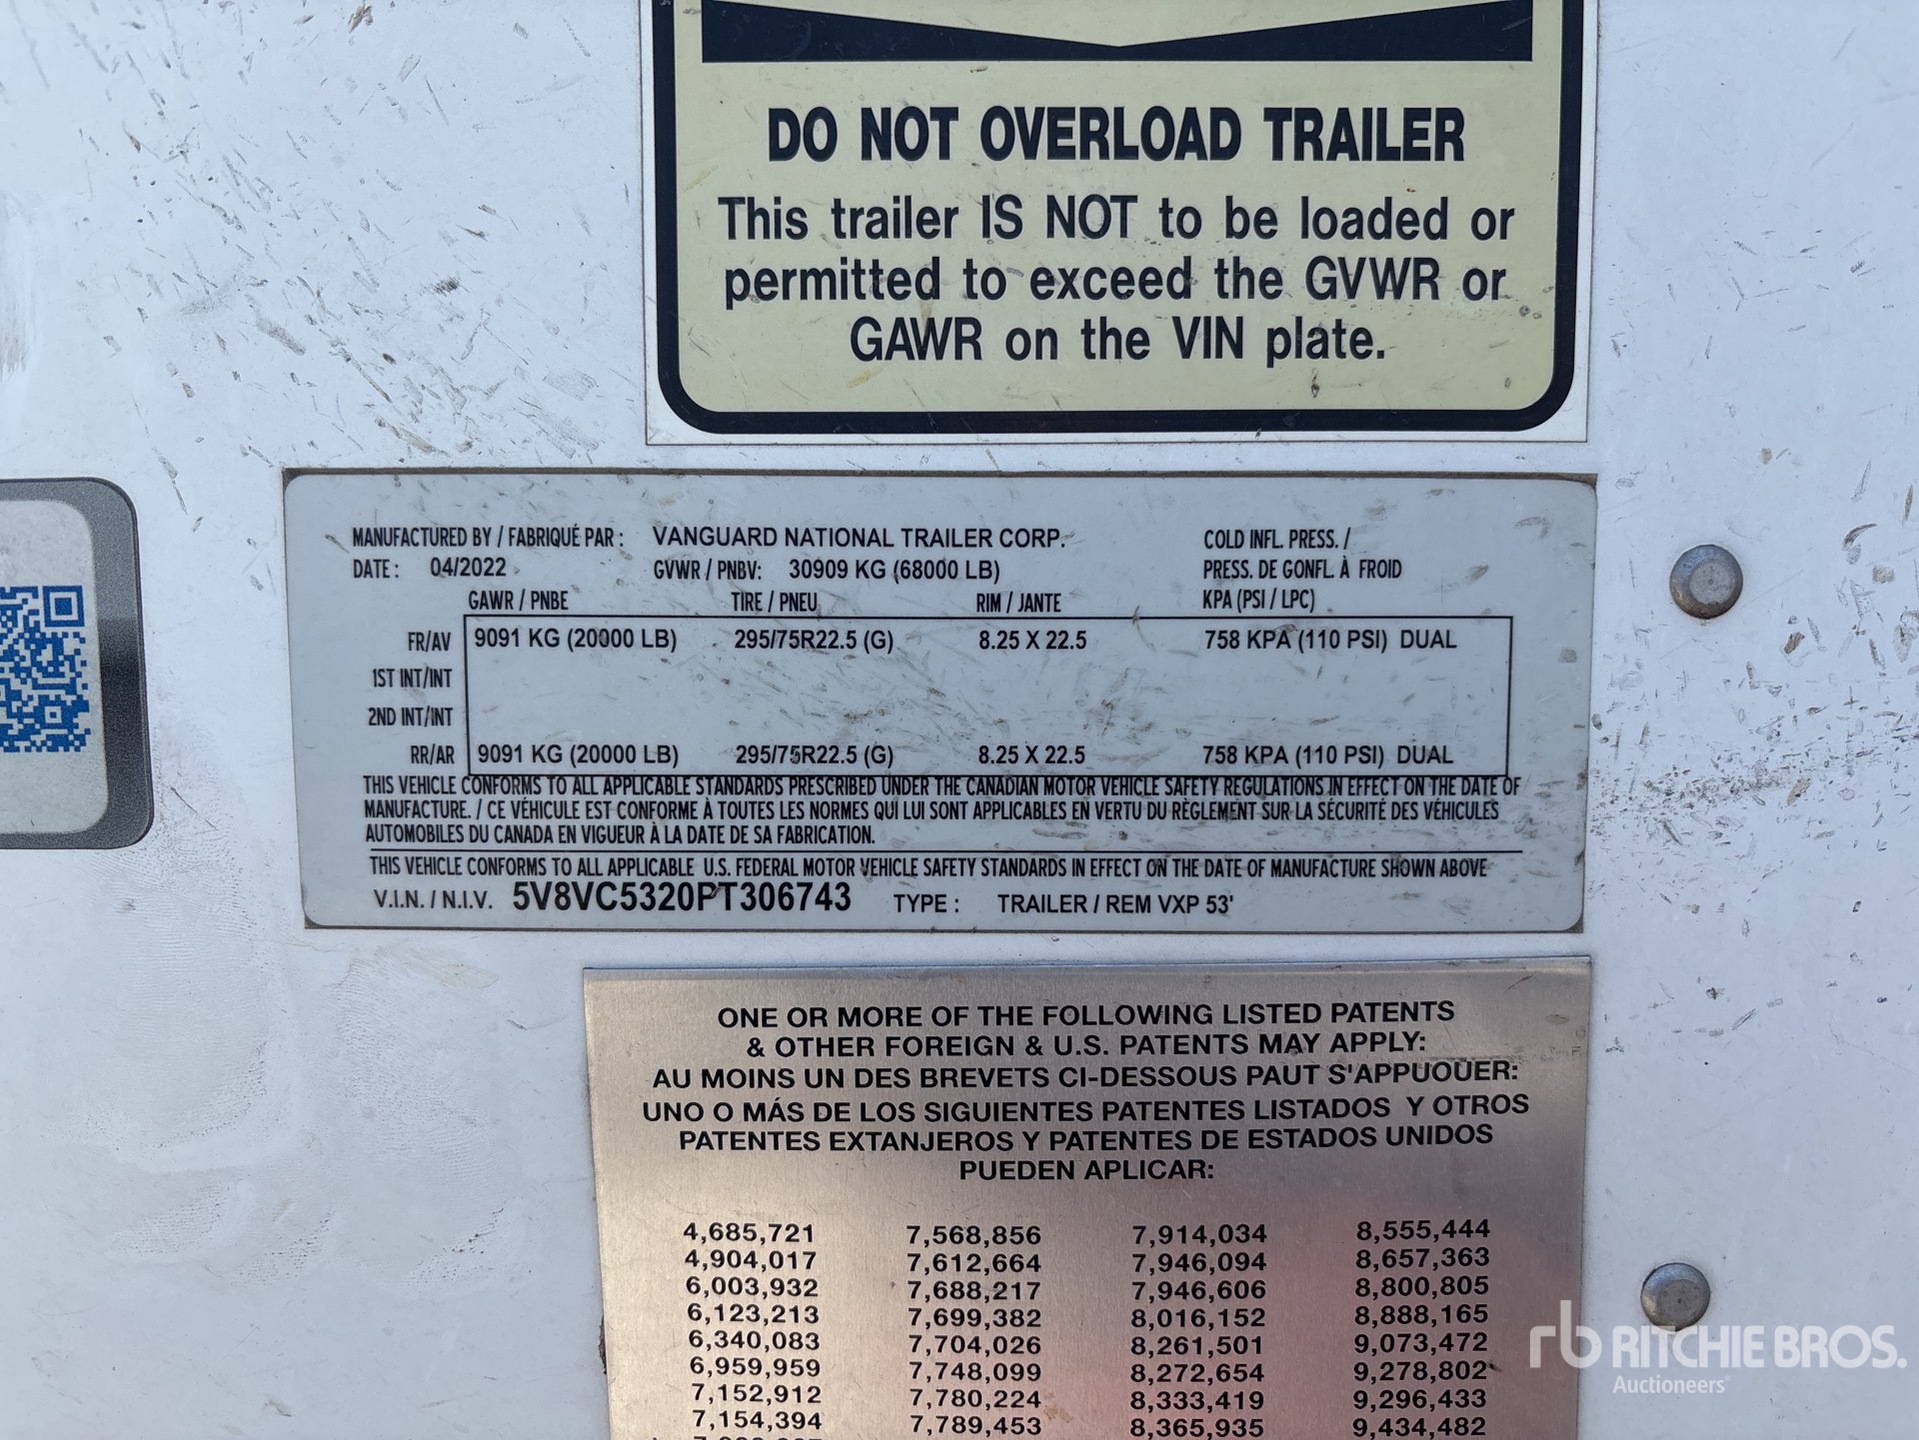 DO NOT OVERLOAD TRAILER
This trailer IS NOT to be loaded or
permitted to exceed the GVWR or
GAWR on the VIN plate.
MANUFACTURED BY / FABRIQUÉ PAR : VANGUARD NATIONAL TRAILER CORP. COLD INFL. PRESS. /
DATE : 04/2022 GVWR / PNBV: 30909 KG (68000 LB) PRESS. DE GONFL. À FROID
GAWR / PNBE TIRE / PNEU RIM / JANTE KPA (PSI / LPC)
FR/AV 9091 KG (20000 LB) 295/75R22.5 (G) 8.25 X 22.5 758 KPA (110 PSI) DUAL
1ST INT/INT
2ND INT/INT
RR/AR 9091 KG (20000 LB) 295/75R22.5 (G) 8.25 X 22.5 758 KPA (110 PSI) DUAL
THIS VEHICLE CONFORMS TO ALL APPLICABLE STANDARDS PRESCRIBED UNDER THE CANADIAN MOTOR VEHICLE SAFETY REGULATIONS IN EFFECT ON THE DATE OF
MANUFACTURE. / CE VÉHICULE EST CONFORME À TOUTES LES NORMES QUI LUI SONT APPLICABLES EN VERTU DU RÈGLEMENT SUR LA SÉCURITÉ DES VÉHICULES
AUTOMOBILES DU CANADA EN VIGUEUR À LA DATE DE SA FABRICATION.
THIS VEHICLE CONFORMS TO ALL APPLICABLE U.S. FEDERAL MOTOR VEHICLE SAFETY STANDARDS IN EFFECT ON THE DATE OF MANUFACTURE SHOWN ABOVE
V.I.N. / N.I.V. 5V8VC5320PT306743 TYPE : TRAILER / REM VXP 53'
ONE OR MORE OF THE FOLLOWING LISTED PATENTS
& OTHER FOREIGN & U.S. PATENTS MAY APPLY:
AU MOINS UN DES BREVETS CI-DESSOUS PAUT S'APPUOUER:
UNO O MÁS DE LOS SIGUIENTES PATENTES LISTADOS Y OTROS
PATENTES EXTANJEROS Y PATENTES DE ESTADOS UNIDOS
PUEDEN APLICAR:
4,685,721 7,568,856 7,914,034 8,555,444
4,904,017 7,612,664 7,946,094 8,657,363
6,003,932 7,688,217 7,946,606 8,800,805
6,123,213 7,699,382 8,016,152 8,888,165
6,340,083 7,704,026 8,261,501 9,073,472
6,959,959 7,748,099 8,272,654 9,278,802
7,152,912 7,780,224 8,333,419 9,296,433
7,154,394 7,789,453 8,365,935 9,434,482
rb RITCHIE BROS.
Auctioneers